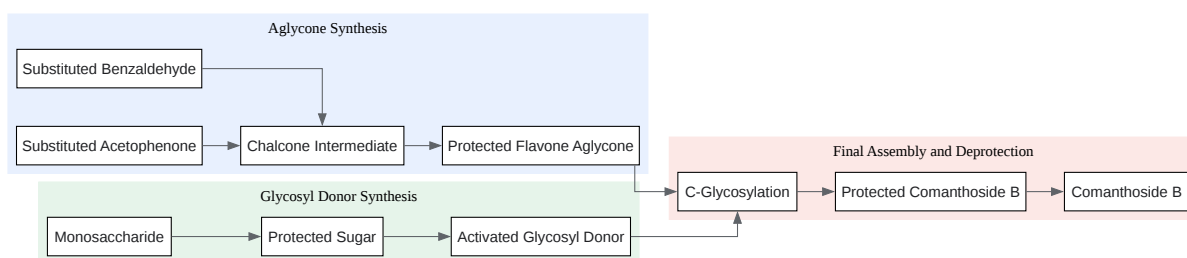 Aglycone Synthesis
Substituted Benzaldehyde
Substituted Acetophenone
Chalcone Intermediate
Protected Flavone Aglycone
Glycosyl Donor Synthesis
Monosaccharide
Protected Sugar
Activated Glycosyl Donor
Final Assembly and Deprotection
C-Glycosylation
Protected Comanthoside B
Comanthoside B